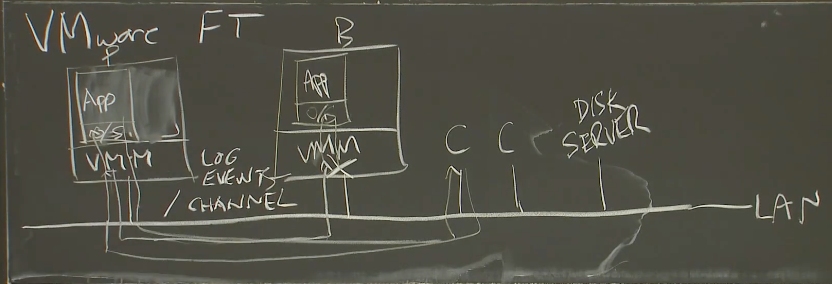 VMware FT
P
B
App
O/S
VMM
App
O/S
VMM
LOG
EVENTS
/ CHANNEL
C
C
DISK
SERVER
LAN